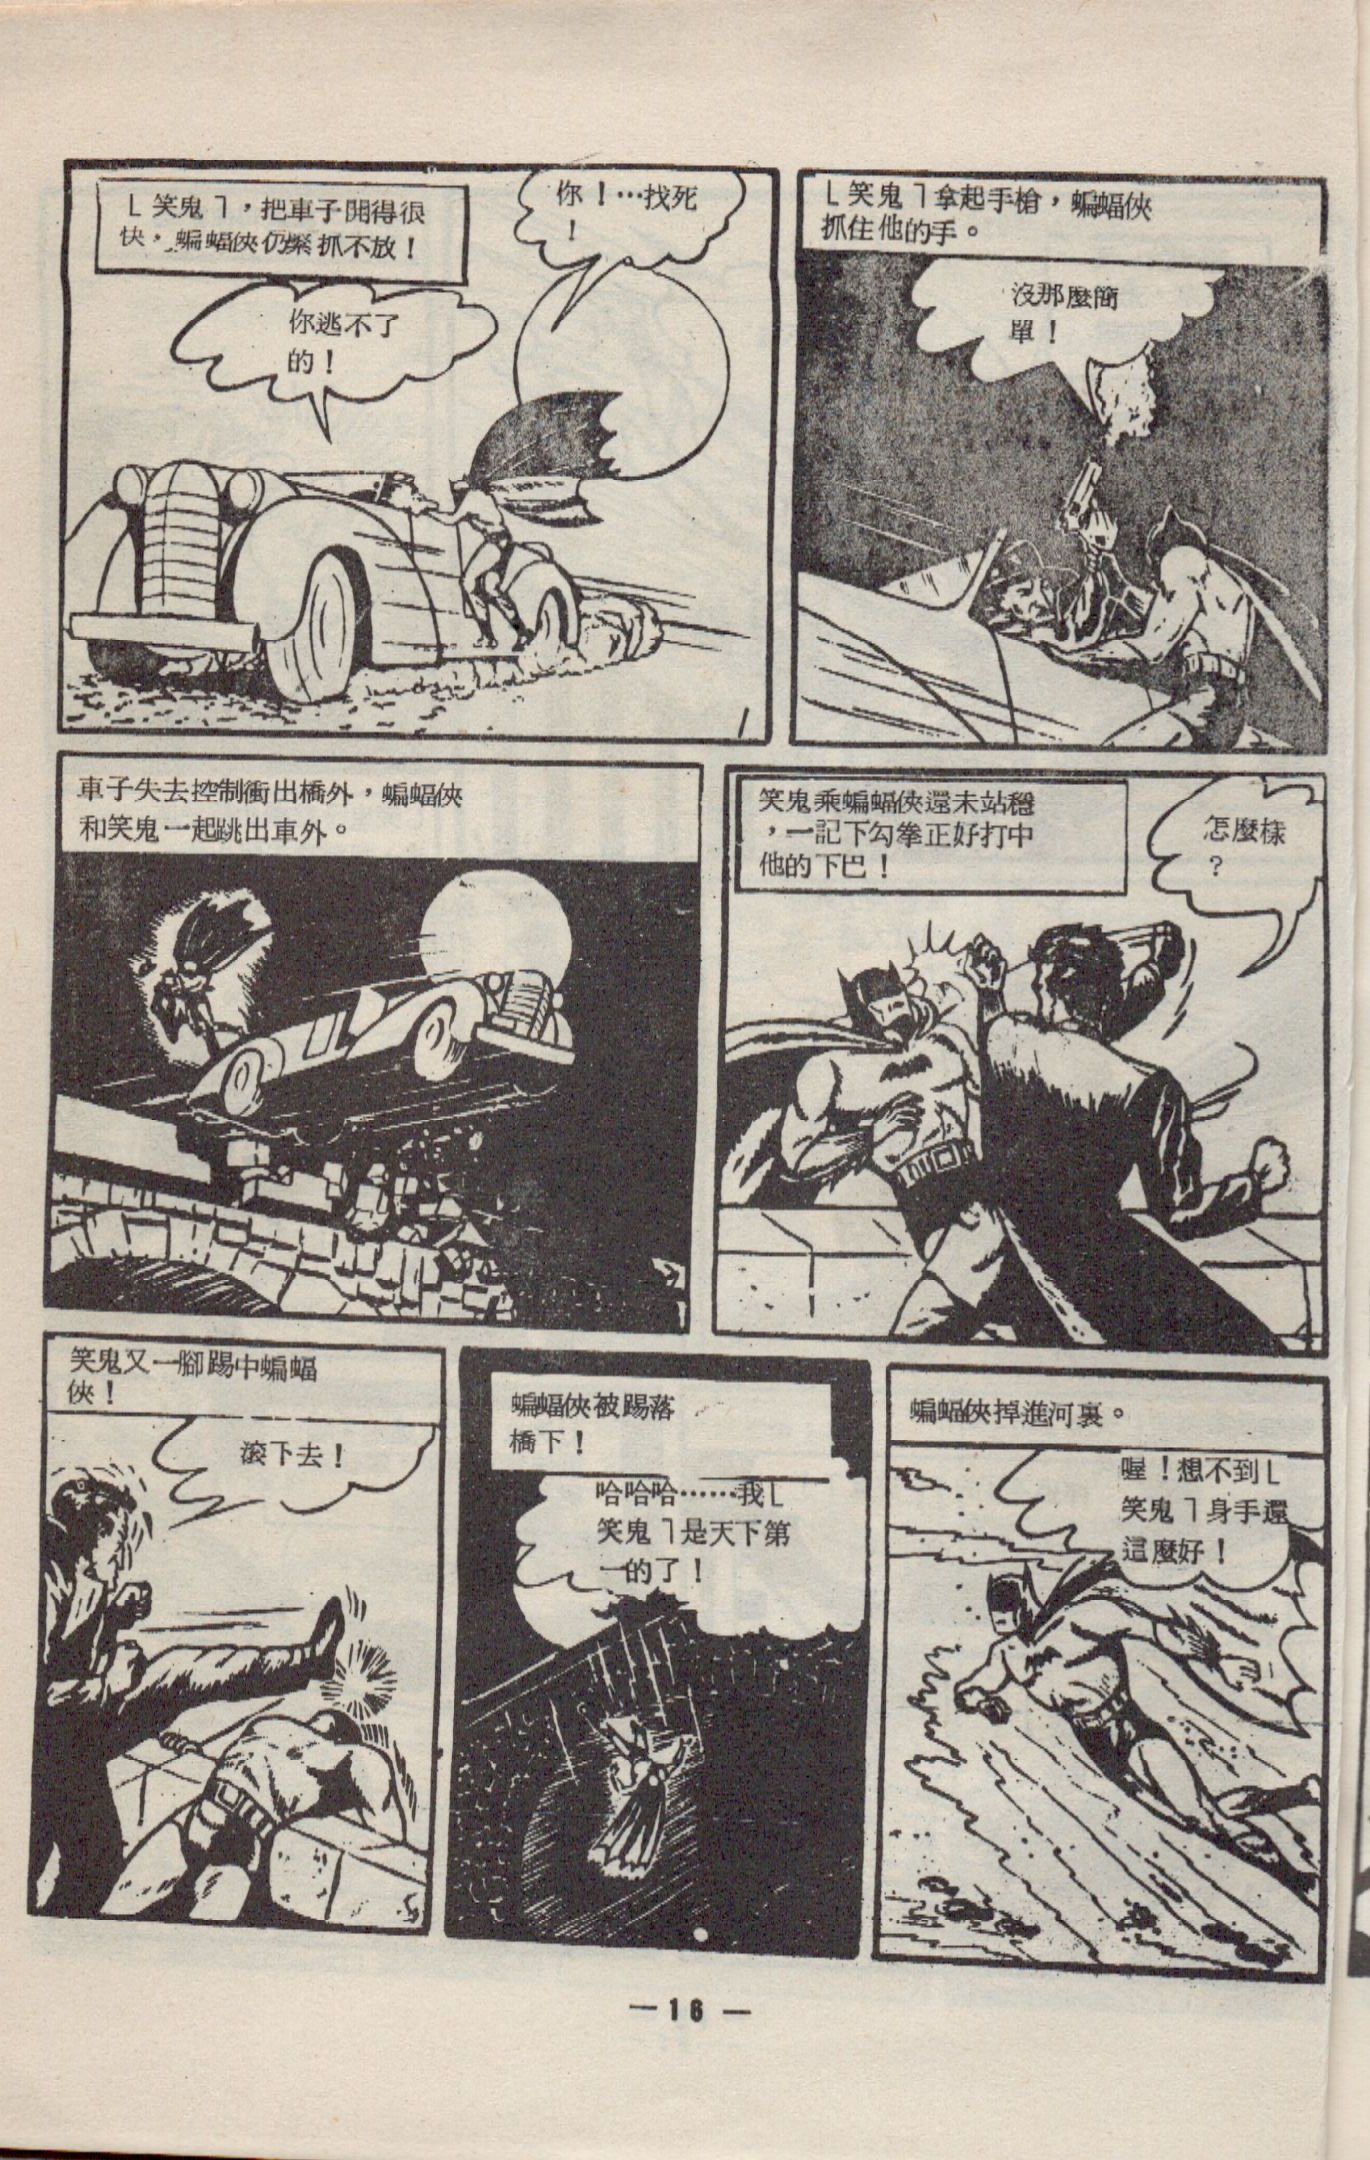 「笑鬼」，把車子開得很
快，蝙蝠俠仍緊抓不放！
你！…找死
！
你逃不了
的！
「笑鬼」拿起手槍，蝙蝠俠
抓住他的手。
沒那麼簡
單！
車子失去控制衝出橋外，蝙蝠俠
和笑鬼一起跳出車外。
笑鬼乘蝙蝠俠還未站穩
，一記下勾拳正好打中
他的下巴！
怎麼樣
？
笑鬼又一腳踢中蝙蝠
俠！
滾下去！
蝙蝠俠被踢落
橋下！
哈哈哈……我「
笑鬼」是天下第
一的了！
蝙蝠俠掉進河裏。
喔！想不到「
笑鬼」身手還
這麼好！
— 16 —